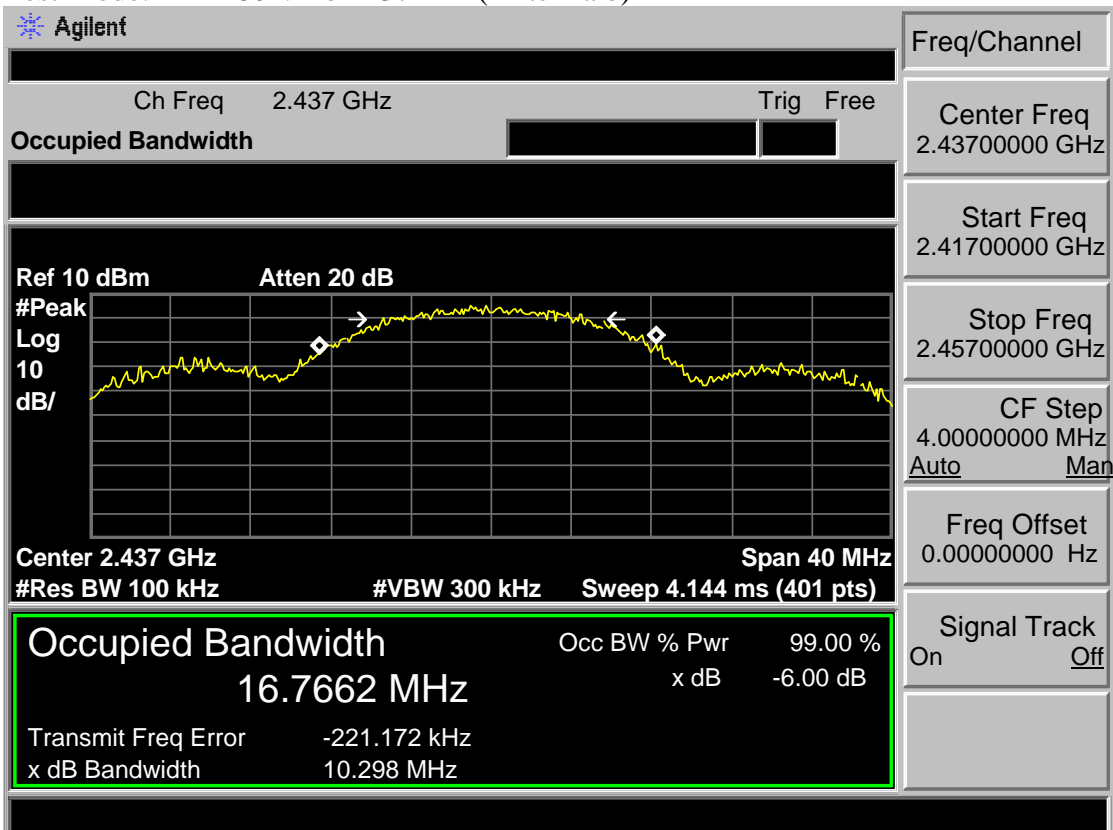 Agilent
Freq/Channel
Ch Freq 2.437 GHz Trig Free
Occupied Bandwidth
Center Freq
2.43700000 GHz
Start Freq
2.41700000 GHz
Stop Freq
2.45700000 GHz
CF Step
4.00000000 MHz
Auto Man
Freq Offset
0.00000000 Hz
Signal Track
On Off
Ref 10 dBm Atten 20 dB
#Peak
Log
10
dB/
Center 2.437 GHz Span 40 MHz
#Res BW 100 kHz #VBW 300 kHz Sweep 4.144 ms (401 pts)
Occupied Bandwidth Occ BW % Pwr 99.00 %
16.7662 MHz x dB -6.00 dB
Transmit Freq Error -221.172 kHz
x dB Bandwidth 10.298 MHz